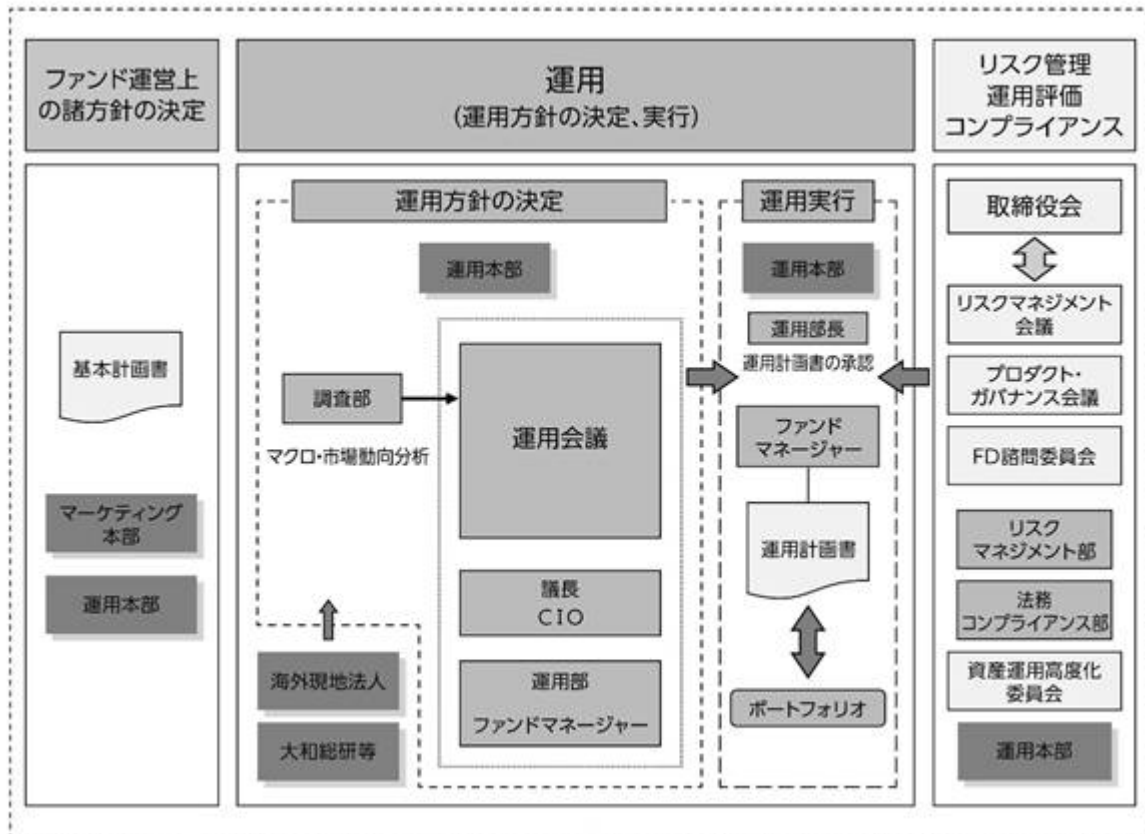 ファンド運営上
の諸方針の決定
運用
(運用方針の決定、実行)
リスク管理
運用評価
コンプライアンス
基本計画書
マーケティング
本部
運用本部
運用方針の決定
運用本部
調査部
マクロ・市場動向分析
運用会議
議長
CIO
運用部
ファンドマネージャー
海外現地法人
大和総研等
運用実行
運用本部
運用部長
運用計画書の承認
ファンド
マネージャー
運用計画書
ポートフォリオ
取締役会
リスクマネジメント
会議
プロダクト・
ガバナンス会議
FD諮問委員会
リスク
マネジメント部
法務
コンプライアンス部
資産運用高度化
委員会
運用本部